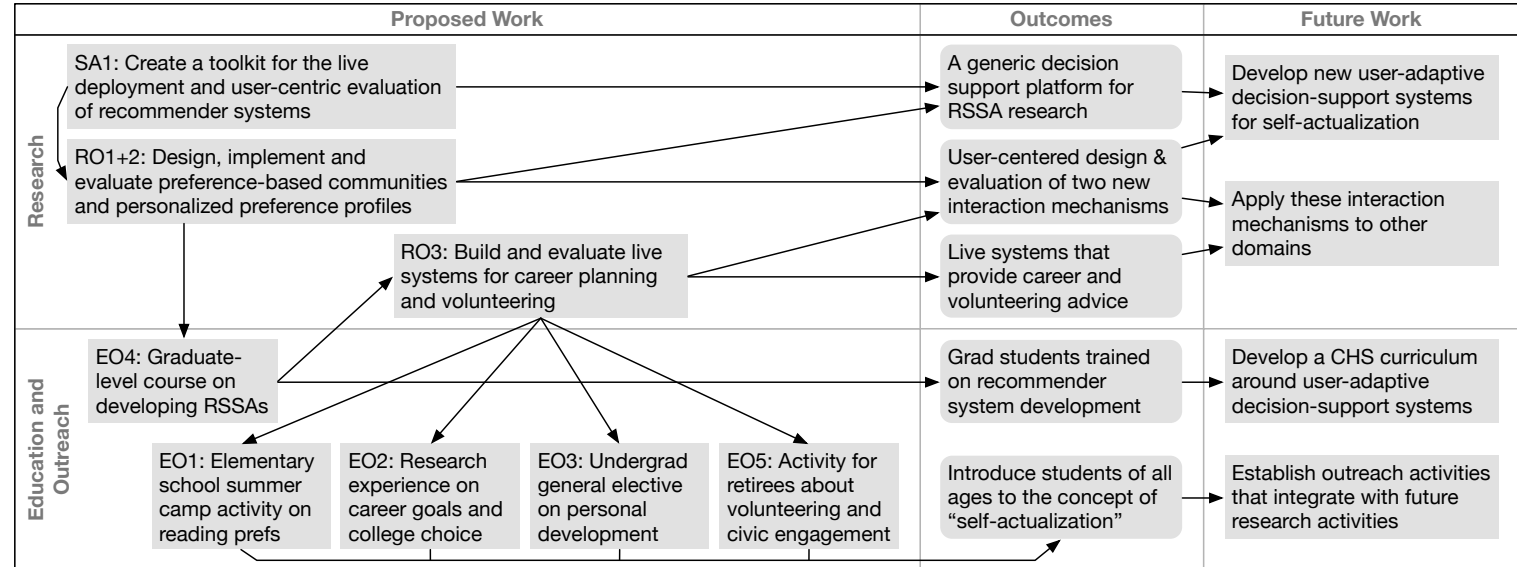 Proposed Work
Outcomes
Future Work
Research
SA1: Create a toolkit for the live
deployment and user-centric evaluation
of recommender systems
RO1+2: Design, implement and
evaluate preference-based communities
and personalized preference profiles
RO3: Build and evaluate live
systems for career planning
and volunteering
A generic decision
support platform for
RSSA research
User-centered design &
evaluation of two new
interaction mechanisms
Live systems that
provide career and
volunteering advice
Develop new user-adaptive
decision-support systems
for self-actualization
Apply these interaction
mechanisms to other
domains
Education and
Outreach
EO4: Graduate-
level course on
developing RSSAs
EO1: Elementary
school summer
camp activity on
reading prefs
EO2: Research
experience on
career goals and
college choice
EO3: Undergrad
general elective
on personal
development
EO5: Activity for
retirees about
volunteering and
civic engagement
Grad students trained
on recommender
system development
Introduce students of all
ages to the concept of
“self-actualization”
Develop a CHS curriculum
around user-adaptive
decision-support systems
Establish outreach activities
that integrate with future
research activities